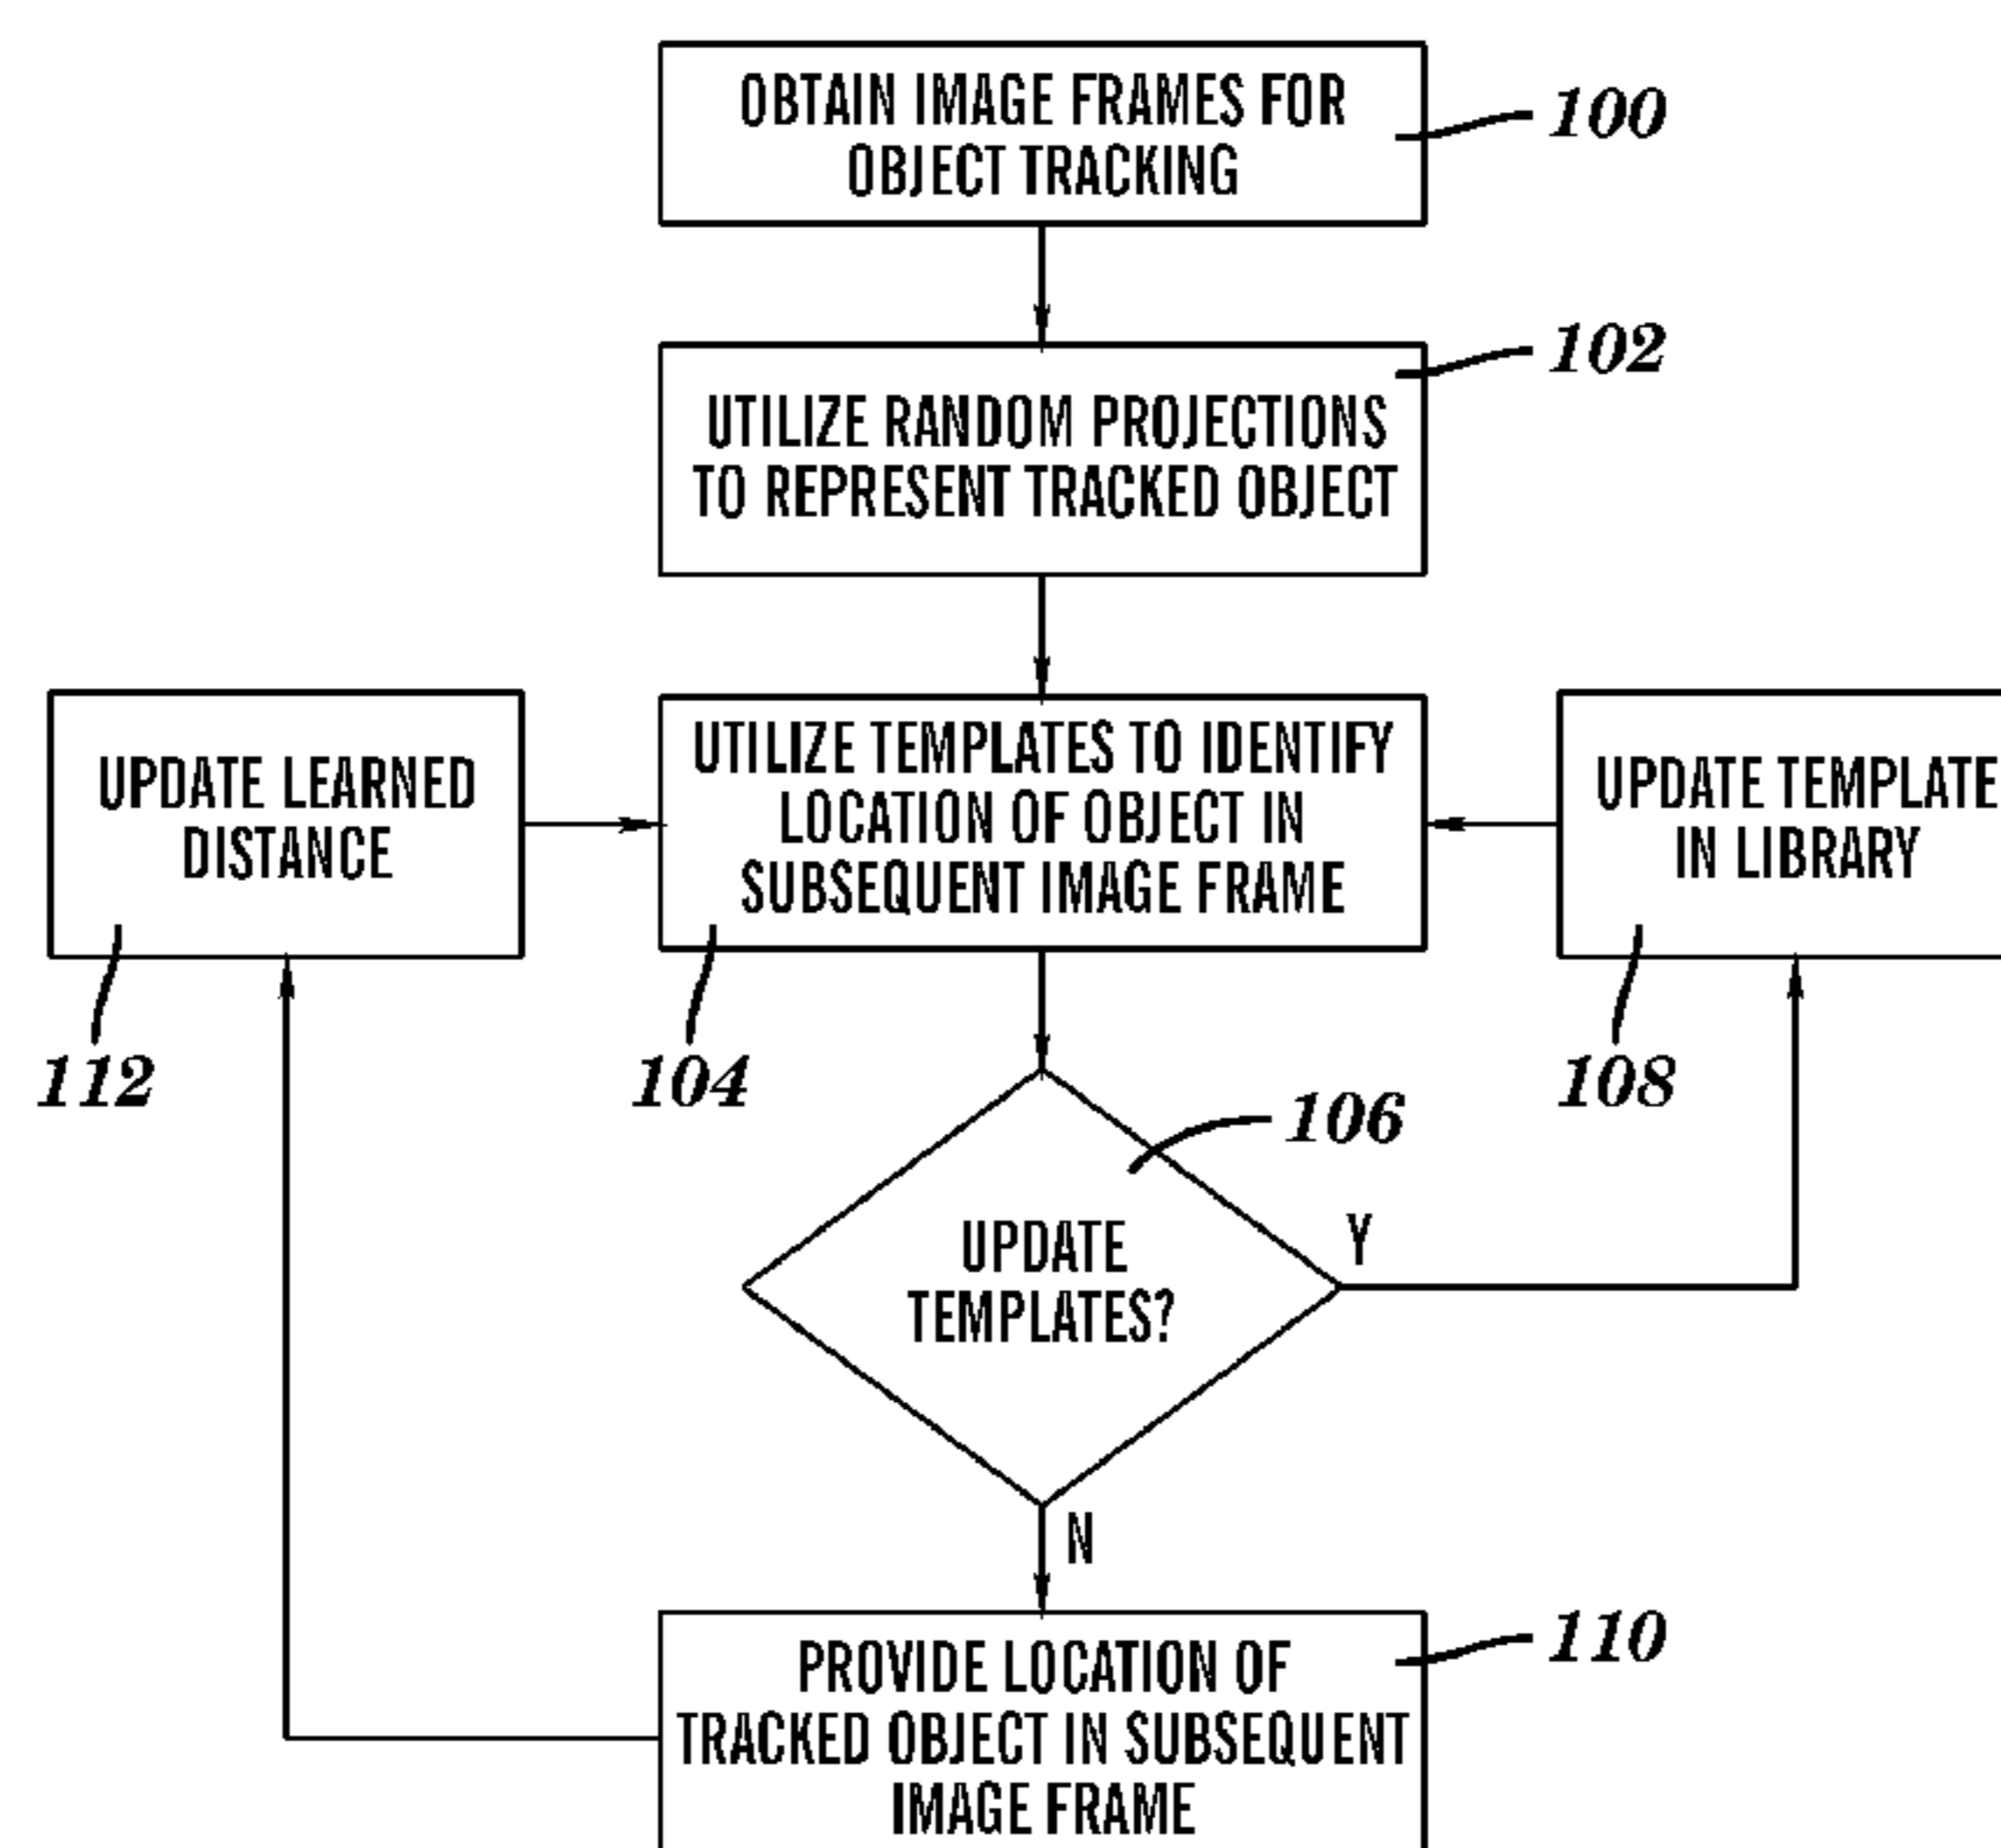 OBTAIN IMAGE FRAMES FOR
OBJECT TRACKING
100
UTILIZE RANDOM PROJECTIONS
TO REPRESENT TRACKED OBJECT
102
UPDATE LEARNED
DISTANCE
112
UTILIZE TEMPLATES TO IDENTIFY
LOCATION OF OBJECT IN
SUBSEQUENT IMAGE FRAME
104
UPDATE TEMPLATE
IN LIBRARY
108
UPDATE
TEMPLATES?
106
Y
N
PROVIDE LOCATION OF
TRACKED OBJECT IN SUBSEQUENT
IMAGE FRAME
110